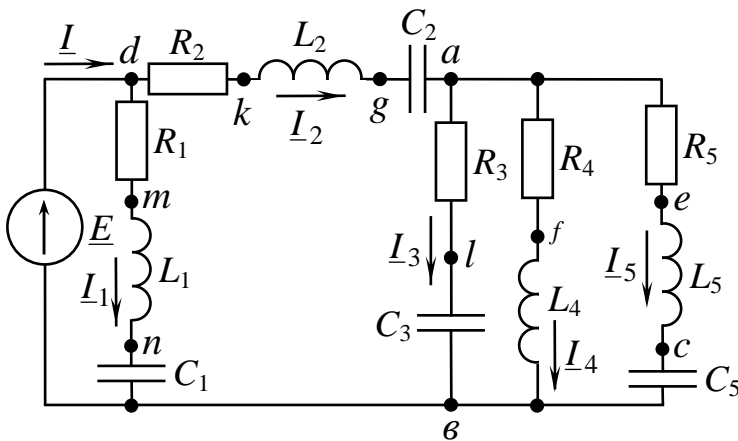 I d R2 L2 C2 a
k I2 g
R1 R3 R4 R5
m e
E I3 l f I5
I1 L1 L4 L5
n C3 I4 c
C1 C5
в